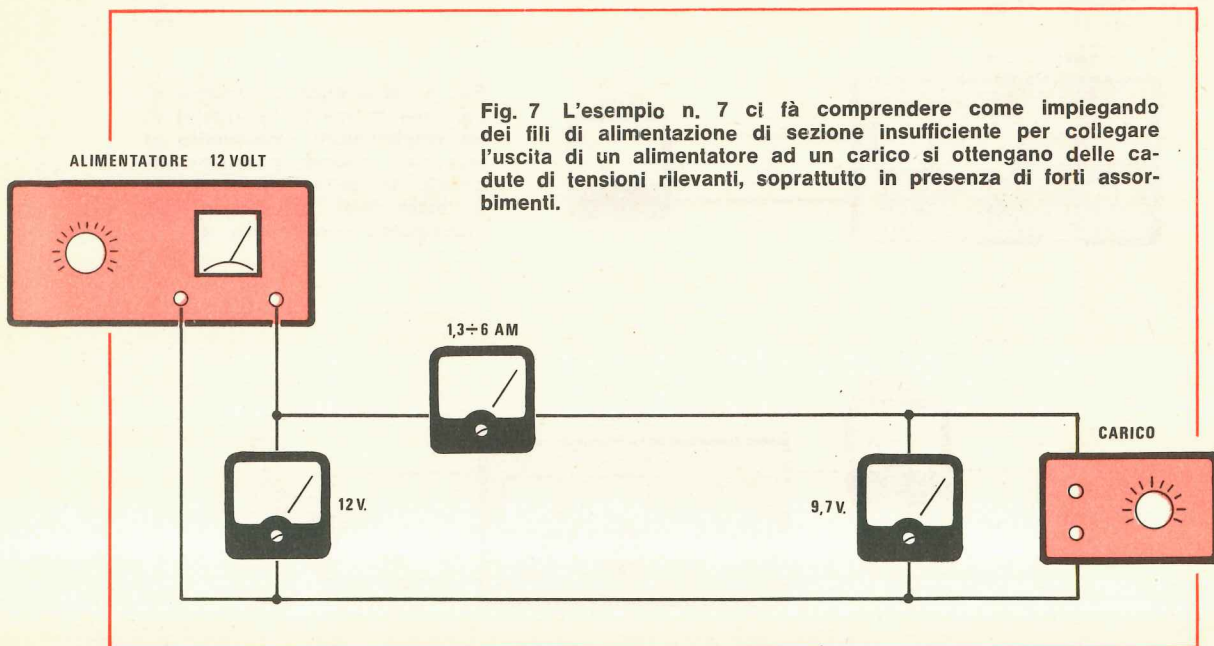 Fig. 7 L'esempio n. 7 ci fà comprendere come impiegando
dei fili di alimentazione di sezione insufficiente per collegare
l'uscita di un alimentatore ad un carico si ottengano delle ca-
dute di tensioni rilevanti, soprattutto in presenza di forti assor-
bimenti.
ALIMENTATORE 12 VOLT
1,3÷6 AM
12 V.
9,7 V.
CARICO